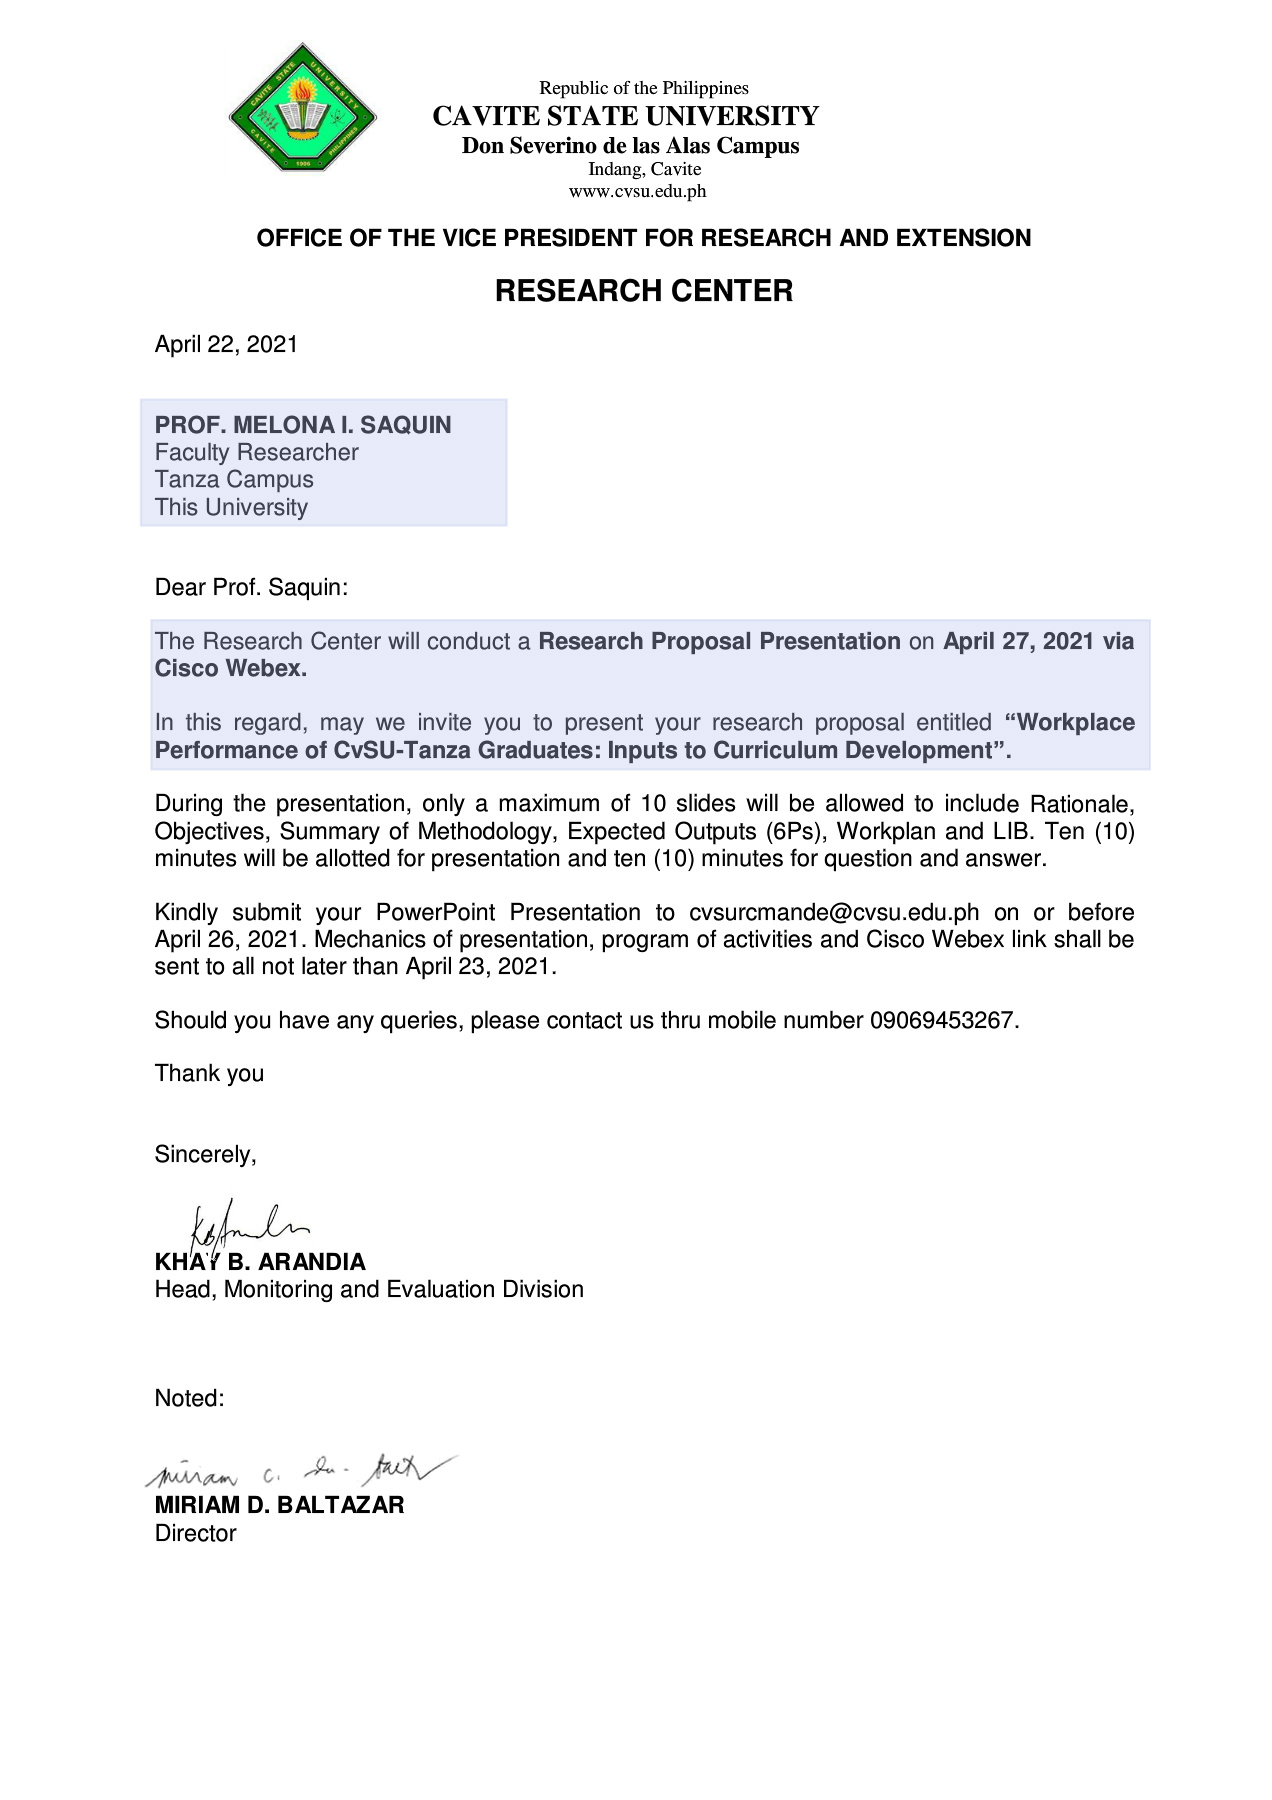 CAVITE STATE UNIVERSITY
CAVITE PHILIPPINES
1906
Republic of the Philippines
CAVITE STATE UNIVERSITY
Don Severino de las Alas Campus
Indang, Cavite
www.cvsu.edu.ph
OFFICE OF THE VICE PRESIDENT FOR RESEARCH AND EXTENSION
RESEARCH CENTER
April 22, 2021
PROF. MELONA I. SAQUIN
Faculty Researcher
Tanza Campus
This University
Dear Prof. Saquin:
The Research Center will conduct a Research Proposal Presentation on April 27, 2021 via
Cisco Webex.
In this regard, may we invite you to present your research proposal entitled “Workplace
Performance of CvSU-Tanza Graduates: Inputs to Curriculum Development”.
During the presentation, only a maximum of 10 slides will be allowed to include Rationale,
Objectives, Summary of Methodology, Expected Outputs (6Ps), Workplan and LIB. Ten (10)
minutes will be allotted for presentation and ten (10) minutes for question and answer.
Kindly submit your PowerPoint Presentation to cvsurcmande@cvsu.edu.ph on or before
April 26, 2021. Mechanics of presentation, program of activities and Cisco Webex link shall be
sent to all not later than April 23, 2021.
Should you have any queries, please contact us thru mobile number 09069453267.
Thank you
Sincerely,
KHAY B. ARANDIA
Head, Monitoring and Evaluation Division
Noted:
MIRIAM D. BALTAZAR
Director